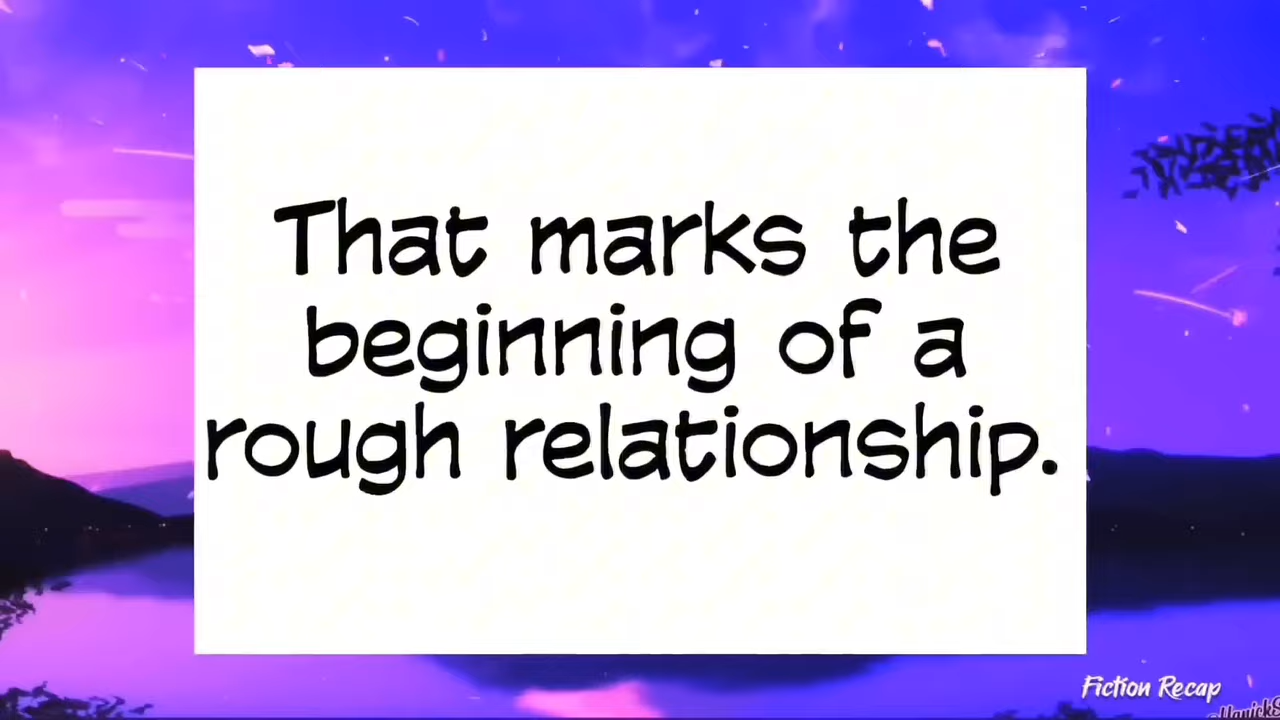 That marks the
beginning of a
rough relationship.
Fiction Recap